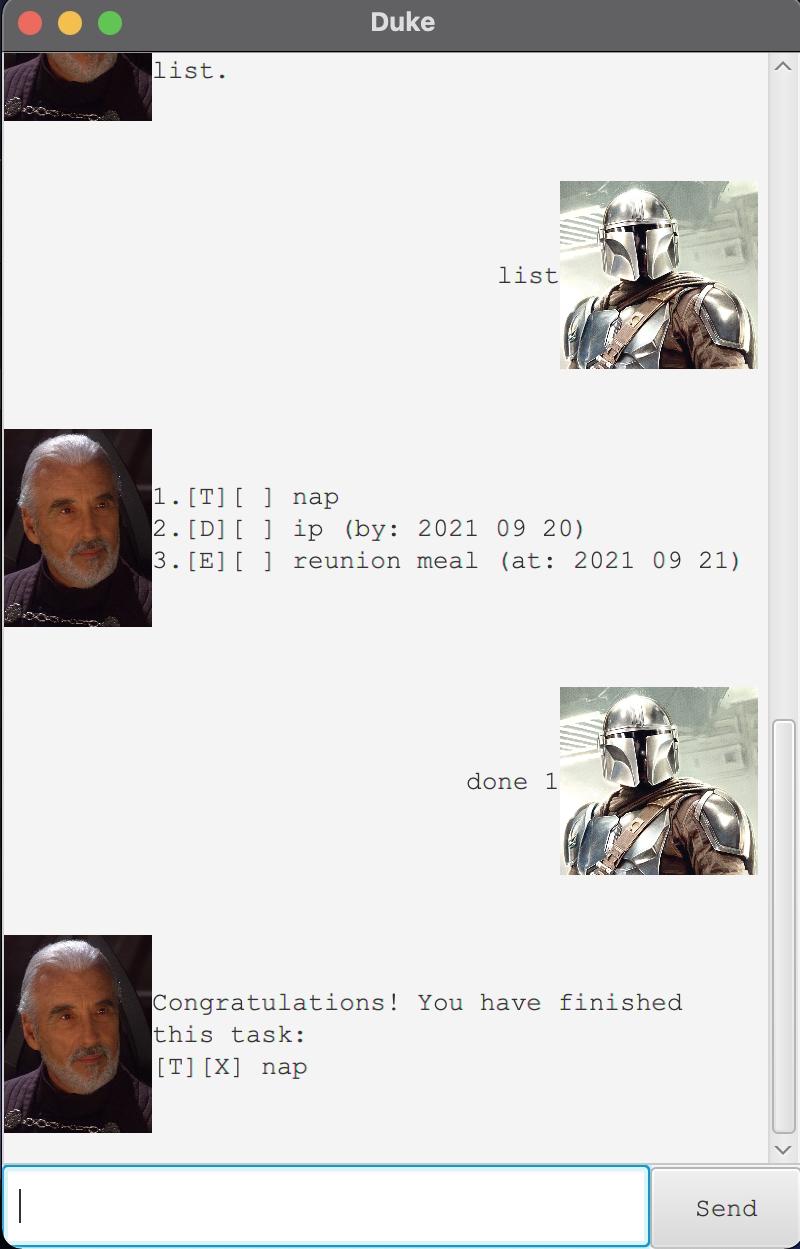 Duke
list.
list
1.[T][ ] nap
2.[D][ ] ip (by: 2021 09 20)
3.[E][ ] reunion meal (at: 2021 09 21)
done 1
Congratulations! You have finished
this task:
[T][X] nap
Send